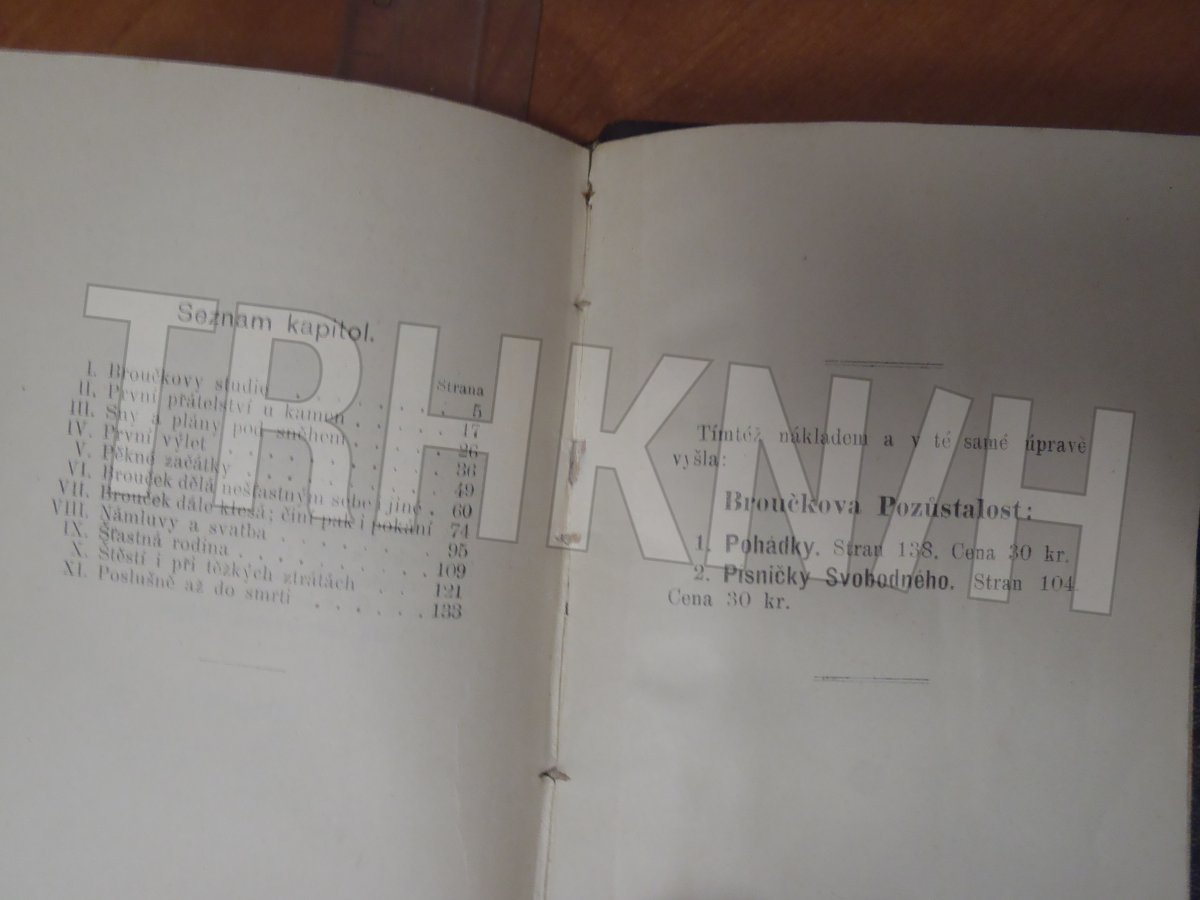 Seznam kapitol.
Strana
I. Broučkovy studie . . . . . . . 5
II. První přátelství u kamen . . . . . 17
III. Sny a plány pod sněhem . . . . . 26
IV. První výlet . . . . . . . . 36
V. Pěkné začátky . . . . . . . 49
VI. Brouček dělá nešťastným sebe i jiné . 60
VII. Brouček dále klesá; činí pak i pokání 74
VIII. Námluvy a svatba . . . . . . 95
IX. Šťastná rodina . . . . . . . 109
X. Štěstí i při těžkých ztrátách . . 121
XI. Poslušně až do smrti . . . . . 133
Tímtéž nákladem a v té samé úpravě
vyšla:
Broučkova Pozůstalost:
1. Pohádky. Stran 138. Cena 30 kr.
2. Písničky Svobodného. Stran 104.
Cena 30 kr.
TRHKNIH